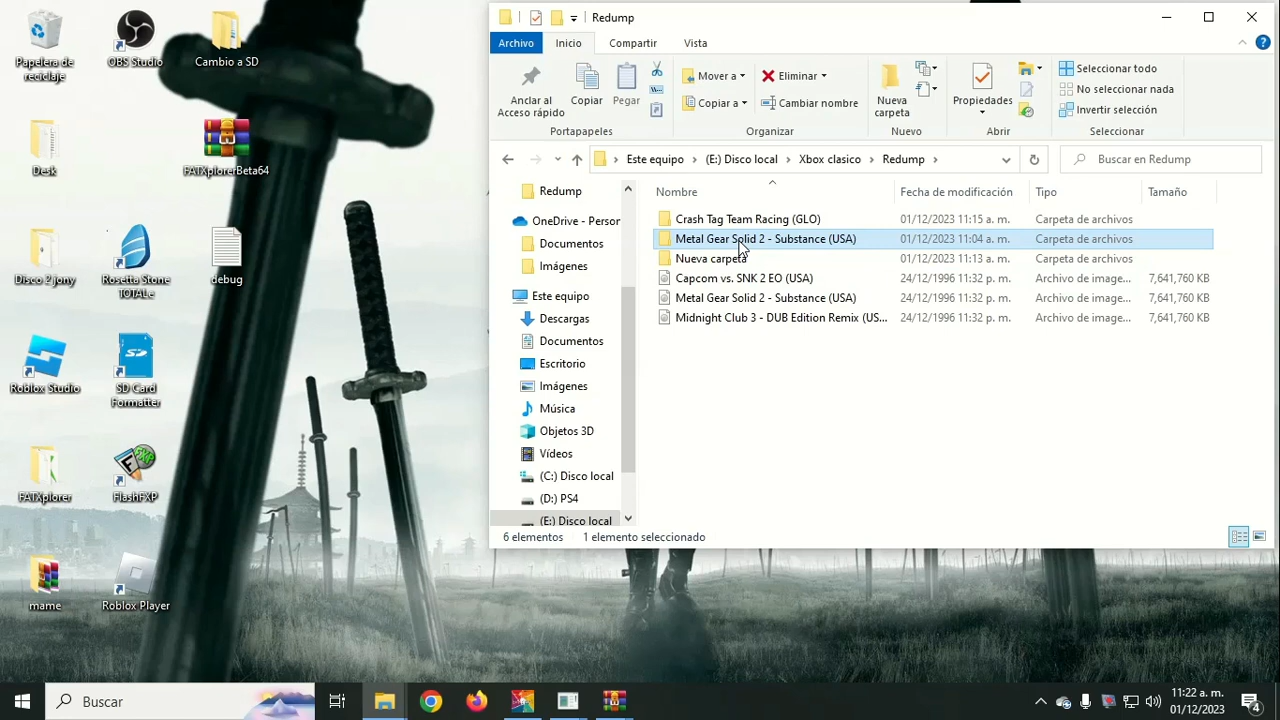 Papelera de
reciclaje
OBS Studio
Cambio a SD
Desk
FATXplorerBeta64
Disco 2 jony
Rosetta Stone
TOTALe
debug
Roblox Studio
SD Card
Formatter
FATXplorer
FlashFXP
mame
Roblox Player
Redump
Archivo Inicio Compartir Vista
Anclar al
Acceso rápido
Copiar
Pegar
Mover a
Copiar a
Eliminar
Cambiar nombre
Nueva
carpeta
Propiedades
Seleccionar todo
No seleccionar nada
Invertir selección
Portapapeles Organizar Nuevo Abrir Selección
Este equipo (E:) Disco local Xbox clasico Redump
Buscar en Redump
Redump
OneDrive - Person
Documentos
Imágenes
Este equipo
Descargas
Documentos
Escritorio
Imágenes
Música
Objetos 3D
Vídeos
(C:) Disco local
(D:) PS4
(E:) Disco local
Nombre Fecha de modificación Tipo Tamaño
Crash Tag Team Racing (GLO) 01/12/2023 11:15 a. m. Carpeta de archivos
Metal Gear Solid 2 - Substance (USA) 01/12/2023 11:04 a. m. Carpeta de archivos
Nueva carpeta 01/12/2023 11:13 a. m. Carpeta de archivos
Capcom vs. SNK 2 EO (USA) 24/12/1996 11:32 p. m. Archivo de image... 7,641,760 KB
Metal Gear Solid 2 - Substance (USA) 24/12/1996 11:32 p. m. Archivo de image... 7,641,760 KB
Midnight Club 3 - DUB Edition Remix (US... 24/12/1996 11:32 p. m. Archivo de image... 7,641,760 KB
6 elementos 1 elemento seleccionado
Buscar
11:22 a. m.
01/12/2023
4